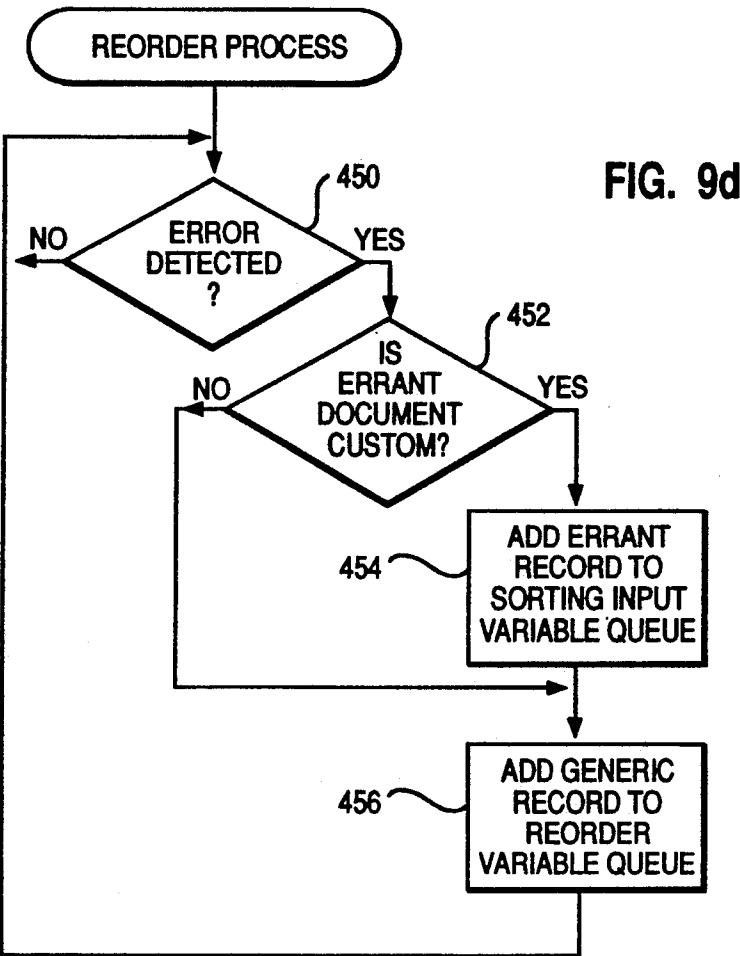 REORDER PROCESS
FIG. 9d
450
NO
ERROR
DETECTED
?
YES
452
NO
IS
ERRANT
DOCUMENT
CUSTOM?
YES
454
ADD ERRANT
RECORD TO
SORTING INPUT
VARIABLE QUEUE
456
ADD GENERIC
RECORD TO
REORDER
VARIABLE QUEUE